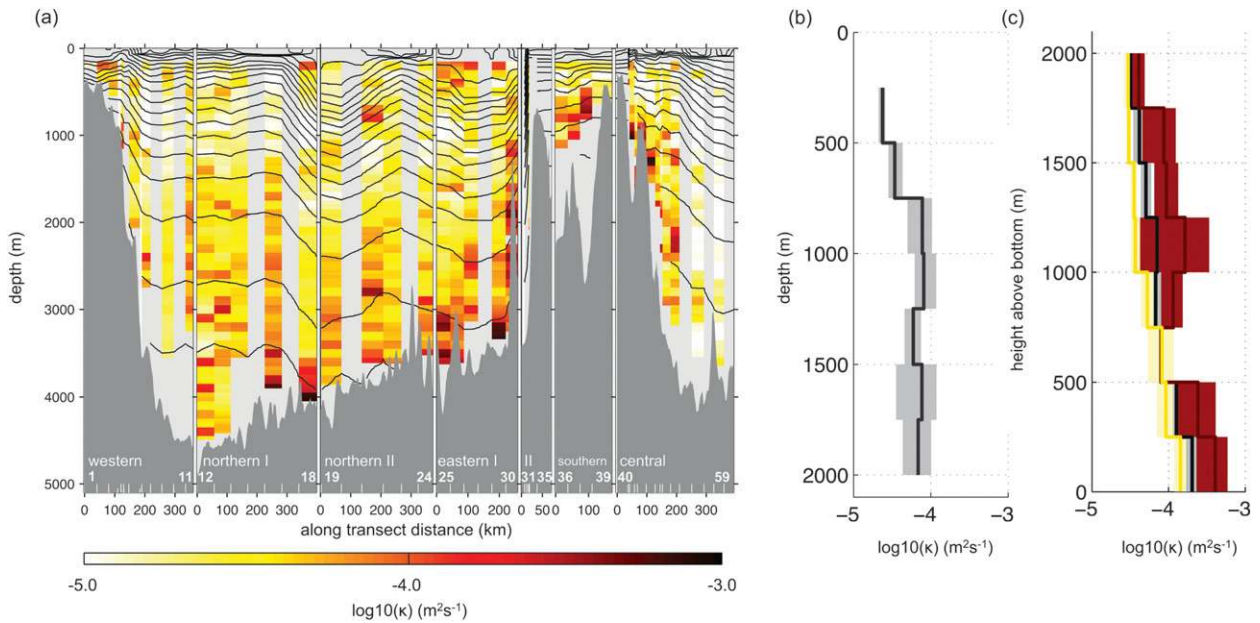 (a)
(b)
(c)
0
1000
2000
3000
4000
5000
depth (m)
western
northern I
northern II
eastern I
II
southern
central
1
11
12
18
19
24
25
30
31
35
36
39
40
59
0 100 200 300
0 100 200 300
0 100 200 300
0 100 200
0 50
0 100
0 100 200 300
along transect distance (km)
-5.0
-4.0
-3.0
log10(κ) (m²s⁻¹)
0
500
1000
1500
2000
depth (m)
−5
−4
−3
log10(κ) (m²s⁻¹)
2000
1500
1000
500
0
height above bottom (m)
−5
−4
−3
log10(κ) (m²s⁻¹)